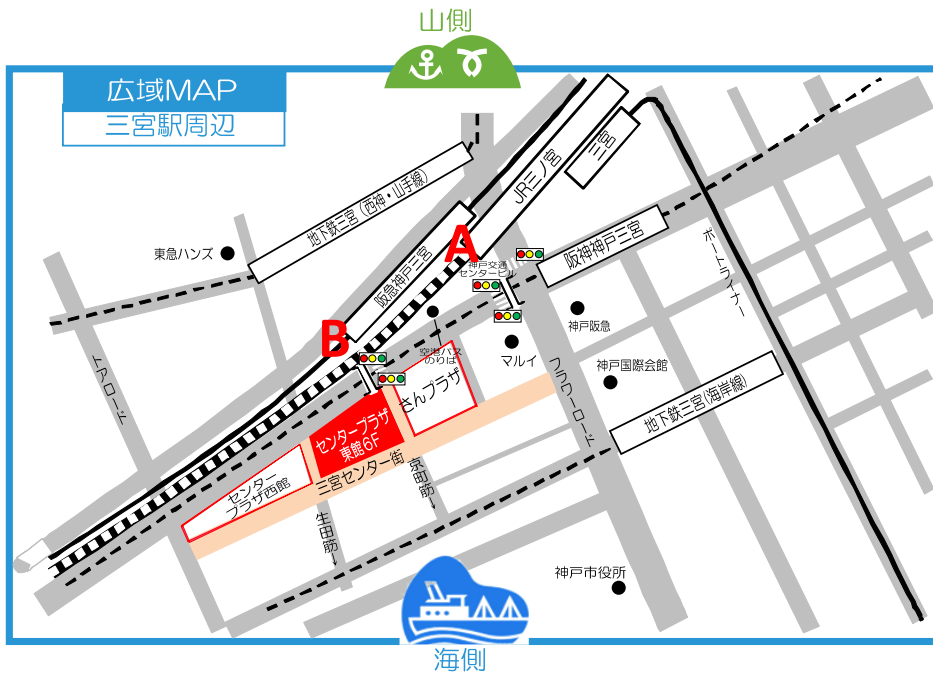 山側
広域MAP
三宮駅周辺
JR三ノ宮
三宮
地下鉄三宮(西神・山手線)
東急ハンズ
阪急神戸三宮
A
神戸交通
センタービル
阪神神戸三宮
ポートライナー
B
空港バス
のりば
マルイ
神戸阪急
トアロード
さんプラザ
フラワーロード
神戸国際会館
地下鉄三宮(海岸線)
センタープラザ
東館6F
三宮センター街
センター
プラザ西館
京町筋→
生田筋→
神戸市役所
海側